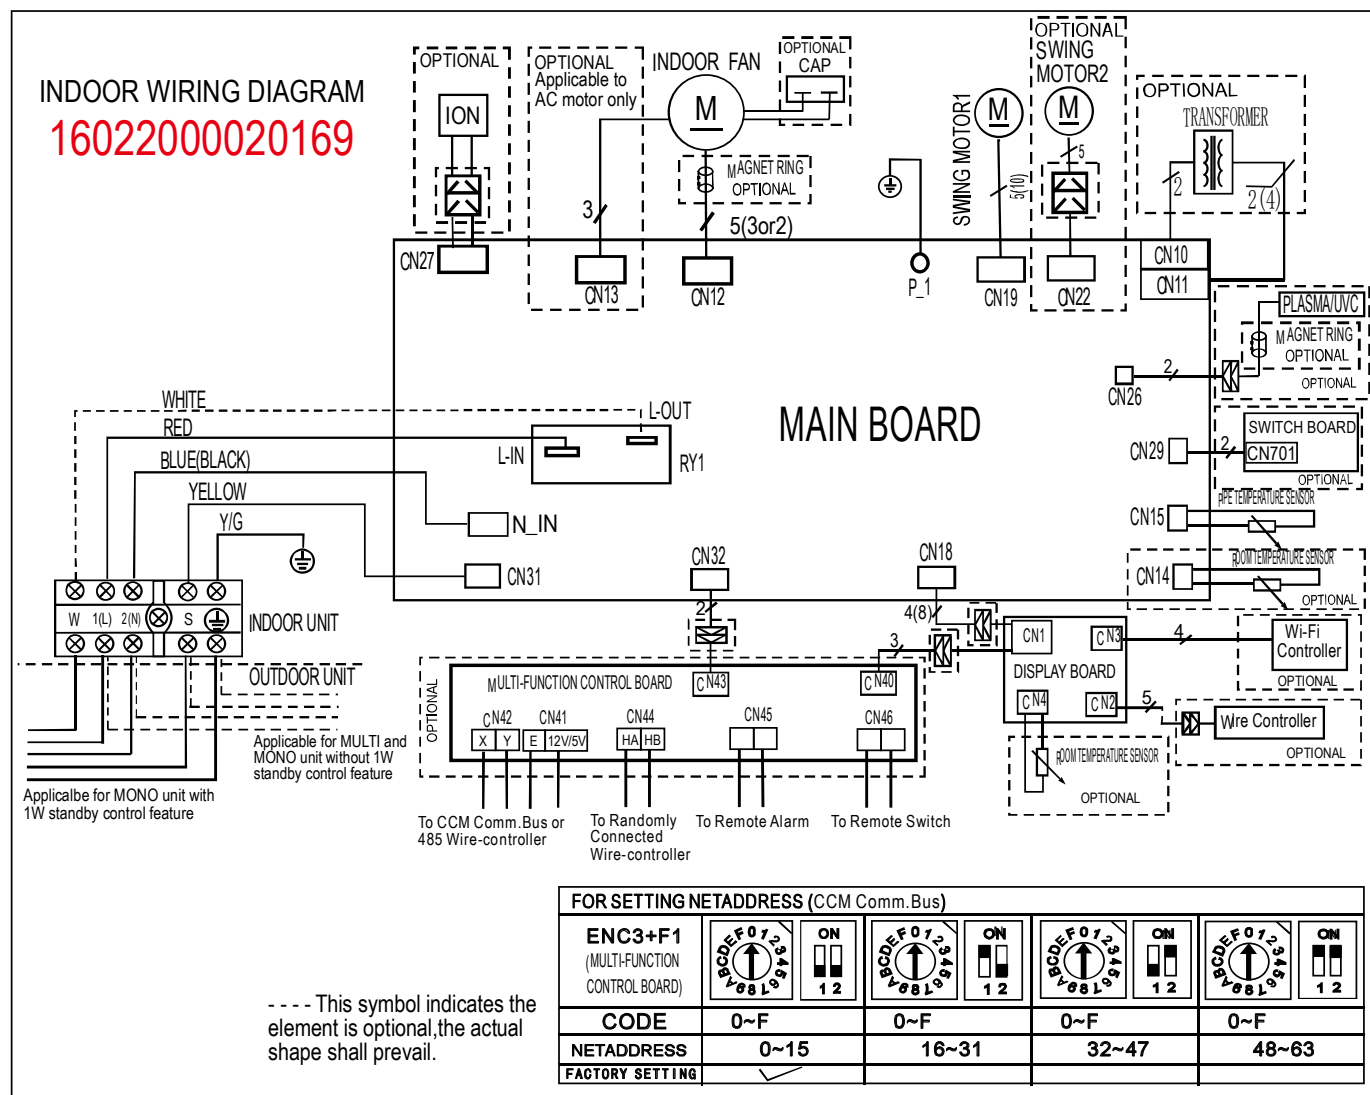 INDOOR WIRING DIAGRAM
16022000020169
OPTIONAL
ION
CN27
OPTIONAL
Applicable to
AC motor only
3
CN13
INDOOR FAN
M
OPTIONAL
CAP
MAGNET RING
OPTIONAL
5(3or2)
CN12
P_1
SWING MOTOR1
M
5(10)
CN19
OPTIONAL
SWING
MOTOR2
M
5
CN22
OPTIONAL
TRANSFORMER
2
2(4)
CN10
CN11
PLASMA/UVC
MAGNET RING
OPTIONAL
OPTIONAL
2
CN26
MAIN BOARD
SWITCH BOARD
CN701
OPTIONAL
CN29
2
PIPE TEMPERATURE SENSOR
CN15
ROOM TEMPERATURE SENSOR
CN14
OPTIONAL
WHITE
RED
BLUE(BLACK)
YELLOW
Y/G
L-OUT
L-IN
RY1
N_IN
CN31
W 1(L) 2(N) S
INDOOR UNIT
OUTDOOR UNIT
Applicable for MULTI and
MONO unit without 1W
standby control feature
Applicalbe for MONO unit with
1W standby control feature
CN32
2
CN18
4(8)
3
OPTIONAL
MULTI-FUNCTION CONTROL BOARD
CN43
CN40
CN42 CN41 CN44 CN45 CN46
X Y E 12V/5V HA HB
To CCM Comm.Bus or
485 Wire-controller
To Randomly
Connected
Wire-controller
To Remote Alarm
To Remote Switch
CN1
CN3
DISPLAY BOARD
CN4
CN2
4
Wi-Fi
Controller
OPTIONAL
5
Wire Controller
OPTIONAL
ROOM TEMPERATURE SENSOR
OPTIONAL
- - - - This symbol indicates the
element is optional,the actual
shape shall prevail.
FOR SETTING NETADDRESS (CCM Comm.Bus)
ENC3+F1
(MULTI-FUNCTION
CONTROL BOARD)
0123456789ABCDEF ON 1 2
0123456789ABCDEF ON 1 2
0123456789ABCDEF ON 1 2
0123456789ABCDEF ON 1 2
CODE 0~F 0~F 0~F 0~F
NETADDRESS 0~15 16~31 32~47 48~63
FACTORY SETTING